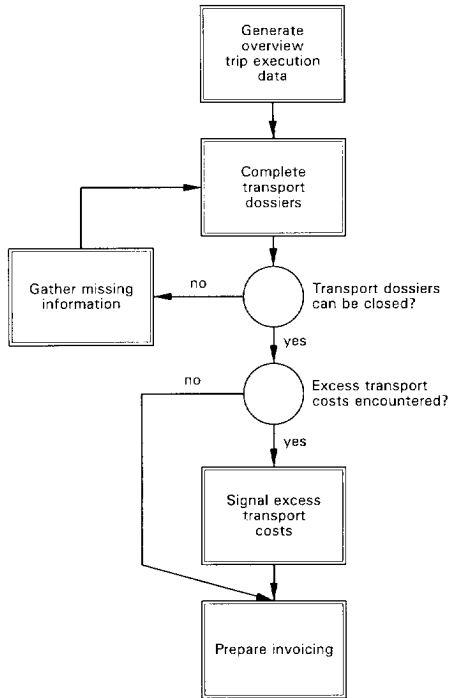 Generate
overview
trip execution
data
Complete
transport
dossiers
Gather missing
information
no
Transport dossiers
can be closed?
yes
no
Excess transport
costs encountered?
yes
Signal excess
transport
costs
Prepare invoicing